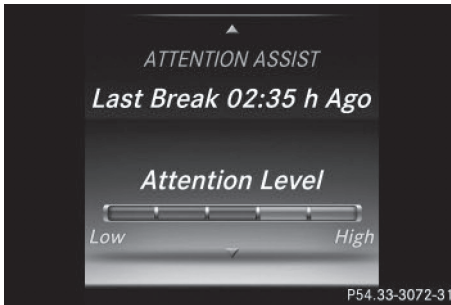 ATTENTION ASSIST
Last Break 02:35 h Ago
Attention Level
Low High
P54.33-3072-31